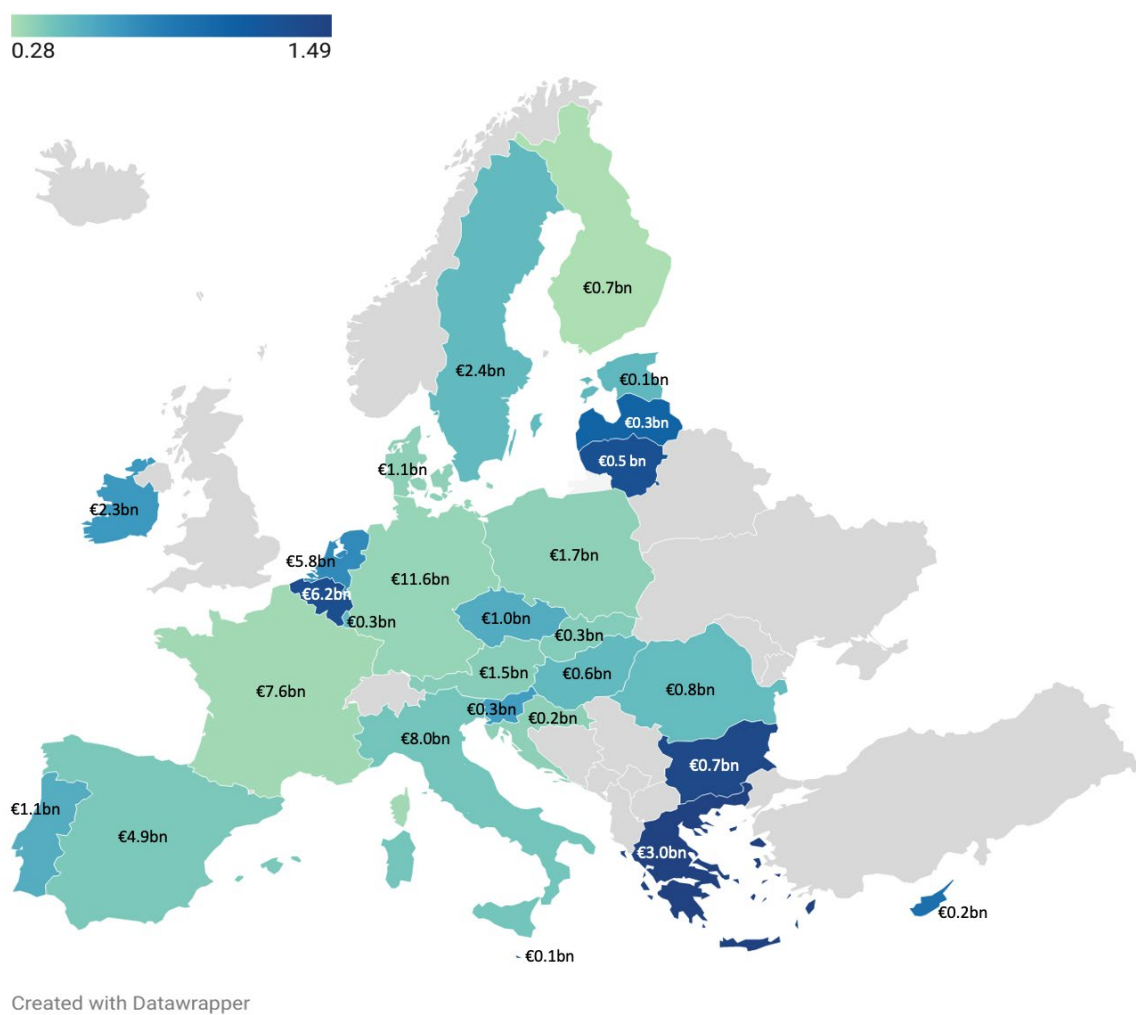 0.28 1.49
€0.7bn
€2.4bn
€0.1bn
€0.3bn
€0.5 bn
€1.1bn
€2.3bn
€5.8bn
€6.2bn
€0.3bn
€11.6bn
€1.7bn
€1.0bn
€0.3bn
€1.5bn
€0.6bn
€7.6bn
€0.3bn
€0.2bn
€0.8bn
€8.0bn
€0.7bn
€1.1bn
€4.9bn
€3.0bn
€0.2bn
€0.1bn
Created with Datawrapper